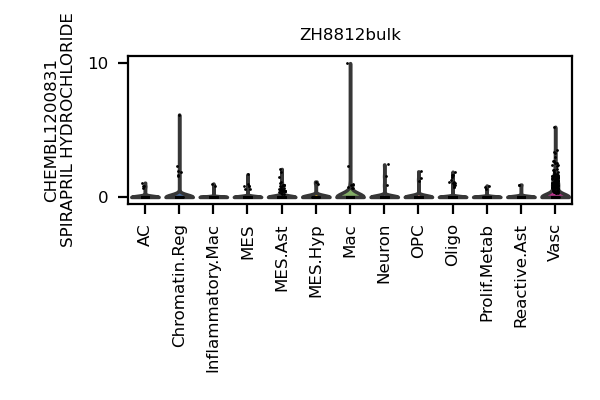 ZH8812bulk
CHEMBL1200831
SPIRAPRIL HYDROCHLORIDE
10
0
AC
Chromatin.Reg
Inflammatory.Mac
MES
MES.Ast
MES.Hyp
Mac
Neuron
OPC
Oligo
Prolif.Metab
Reactive.Ast
Vasc